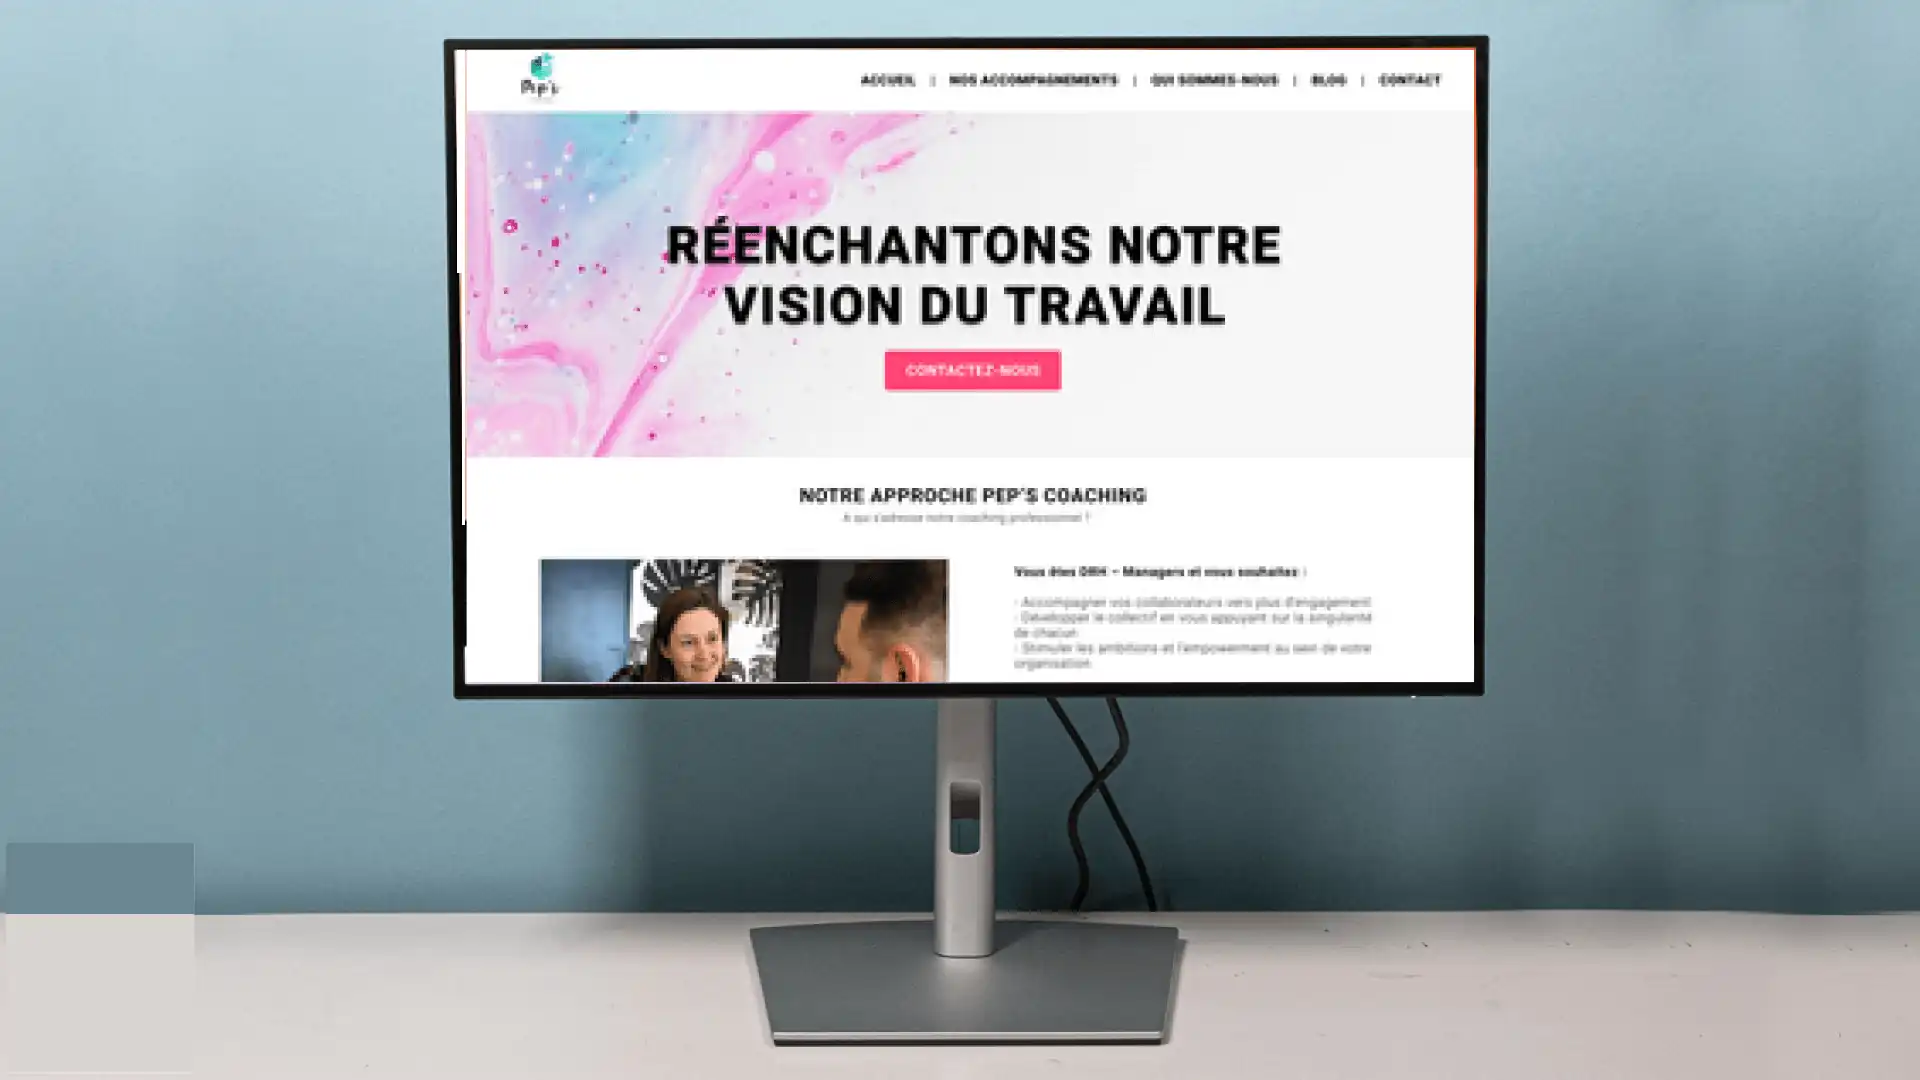 Pep's
ACCUEIL | NOS ACCOMPAGNEMENTS | QUI SOMMES-NOUS | BLOG | CONTACT
RÉENCHANTONS NOTRE
VISION DU TRAVAIL
CONTACTEZ-NOUS
NOTRE APPROCHE PEP'S COACHING
A qui s'adresse notre coaching professionnel ?
Vous êtes DRH – Managers et vous souhaitez :
- Accompagner vos collaborateurs vers plus d'engagement
- Développer le collectif en vous appuyant sur la singularité
de chacun
- Stimuler les ambitions et l'empowerment au sein de votre
organisation